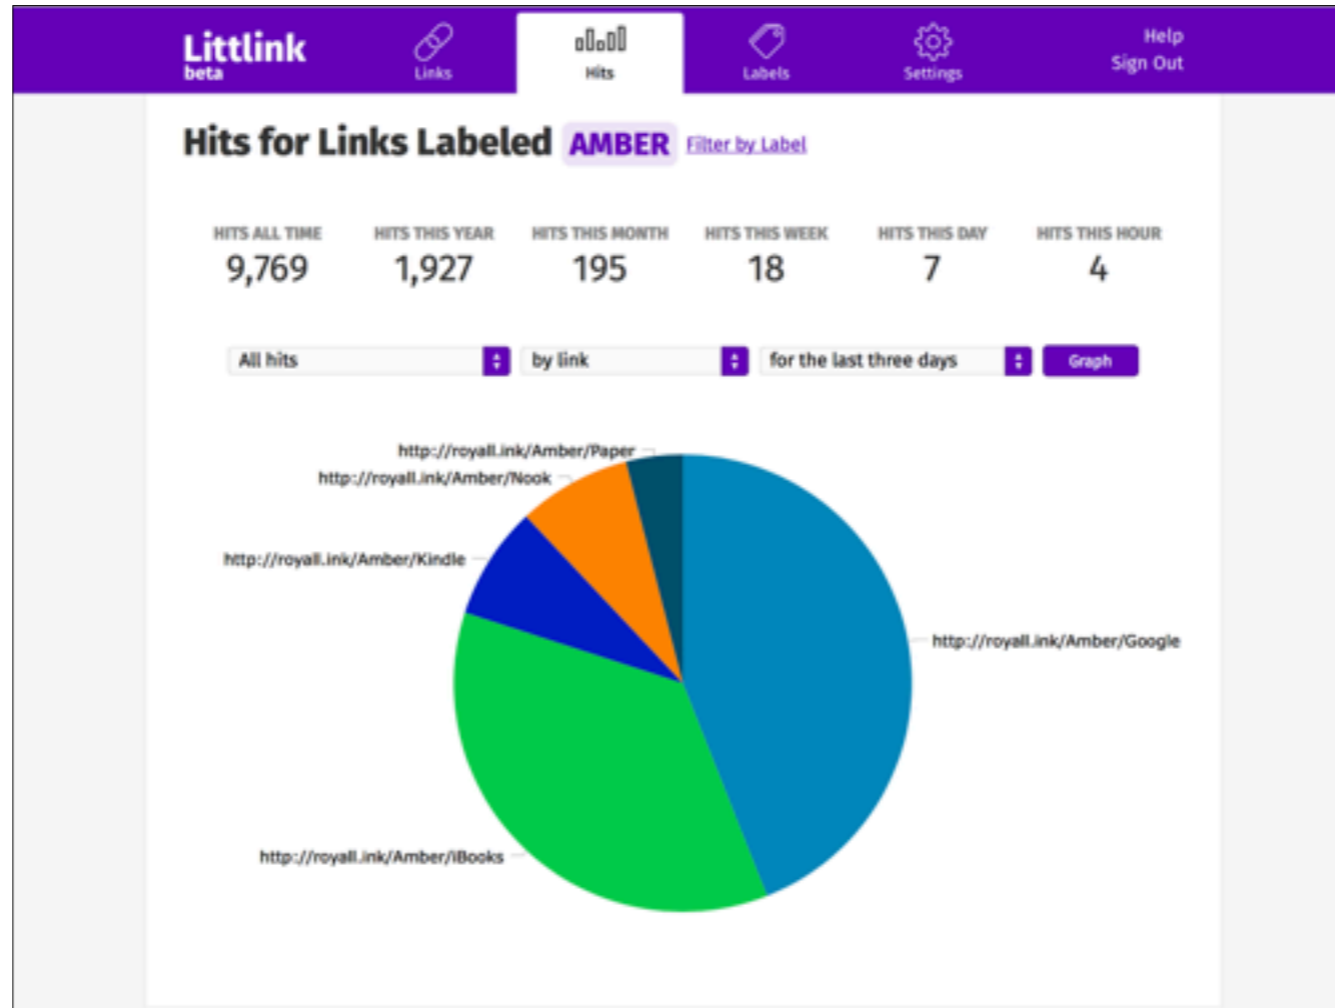 Littlink
beta
Links
Hits
Labels
Settings
Help
Sign Out
Hits for Links Labeled AMBER Filter by Label
HITS ALL TIME HITS THIS YEAR HITS THIS MONTH HITS THIS WEEK HITS THIS DAY HITS THIS HOUR
9,769 1,927 195 18 7 4
All hits by link for the last three days Graph
http://royall.ink/Amber/Paper
http://royall.ink/Amber/Nook
http://royall.ink/Amber/Kindle
http://royall.ink/Amber/Google
http://royall.ink/Amber/iBooks